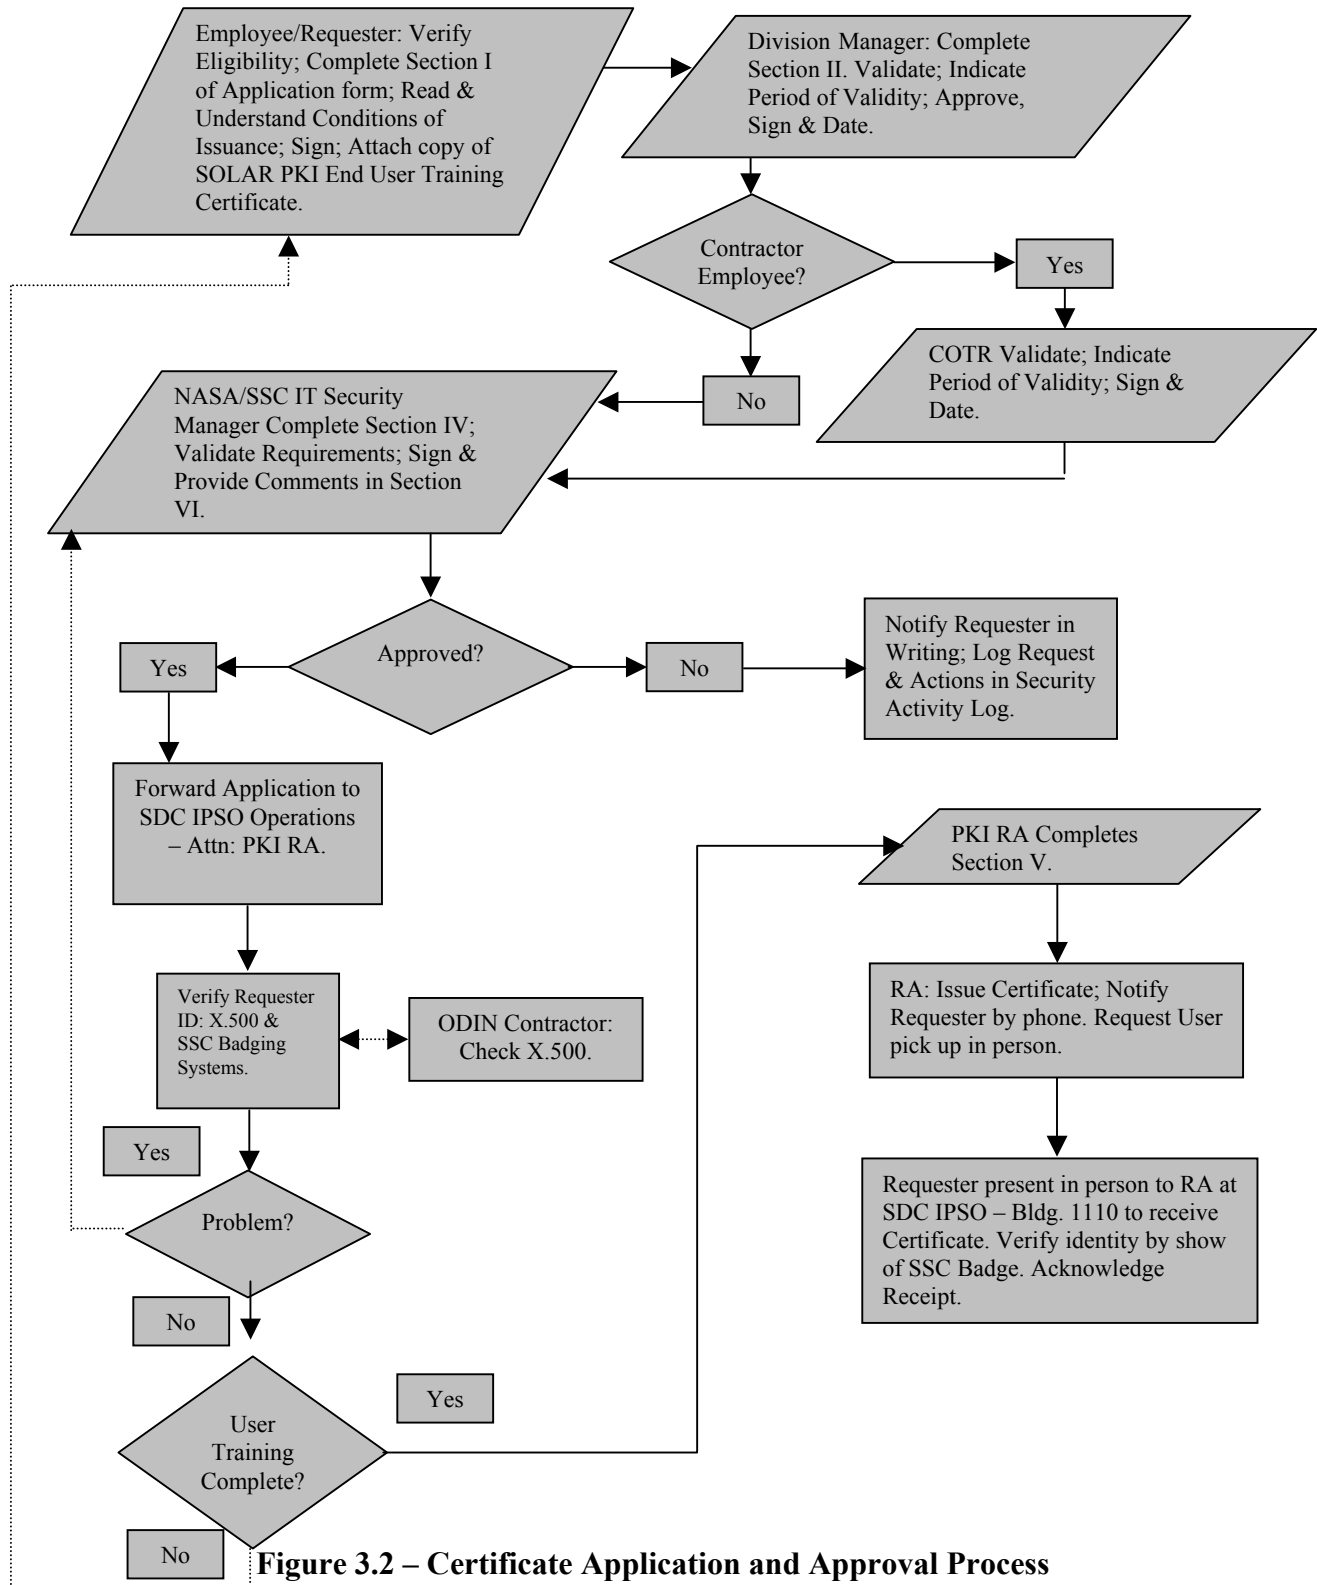 Employee/Requester: Verify
Eligibility; Complete Section I
of Application form; Read &
Understand Conditions of
Issuance; Sign; Attach copy of
SOLAR PKI End User Training
Certificate.
Division Manager: Complete
Section II. Validate; Indicate
Period of Validity; Approve,
Sign & Date.
Contractor
Employee?
Yes
COTR Validate; Indicate
Period of Validity; Sign &
Date.
No
NASA/SSC IT Security
Manager Complete Section IV;
Validate Requirements; Sign &
Provide Comments in Section
VI.
Approved?
Yes
No
Notify Requester in
Writing; Log Request
& Actions in Security
Activity Log.
Forward Application to
SDC IPSO Operations
– Attn: PKI RA.
Verify Requester
ID: X.500 &
SSC Badging
Systems.
ODIN Contractor:
Check X.500.
Yes
Problem?
No
User
Training
Complete?
Yes
No
PKI RA Completes
Section V.
RA: Issue Certificate; Notify
Requester by phone. Request User
pick up in person.
Requester present in person to RA at
SDC IPSO – Bldg. 1110 to receive
Certificate. Verify identity by show
of SSC Badge. Acknowledge
Receipt.
Figure 3.2 – Certificate Application and Approval Process